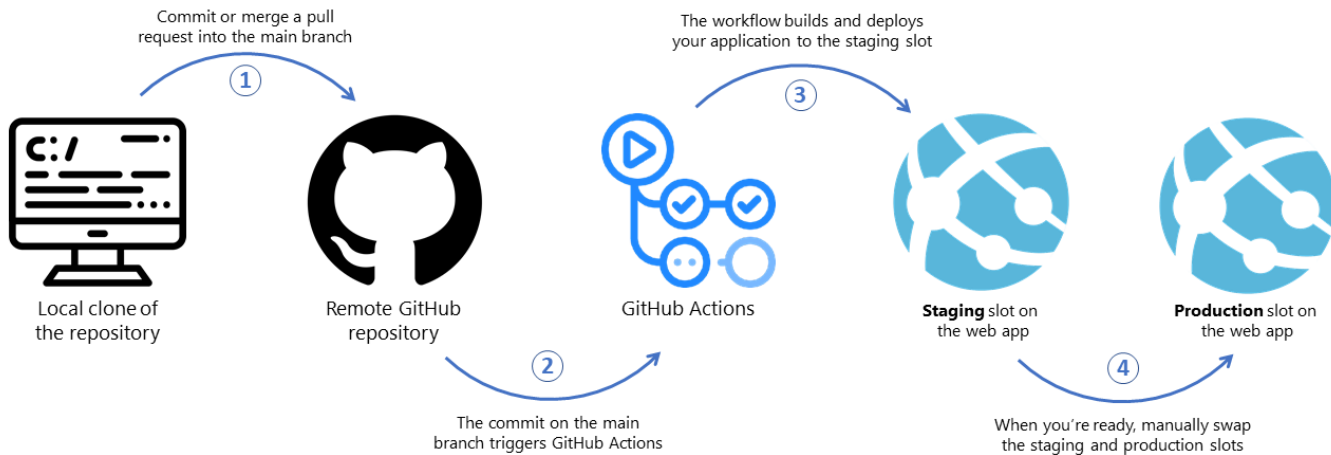 Commit or merge a pull
request into the main branch
1
The workflow builds and deploys
your application to the staging slot
3
C:/
Local clone of
the repository
Remote GitHub
repository
GitHub Actions
Staging slot on
the web app
Production slot on
the web app
2
The commit on the main
branch triggers GitHub Actions
4
When you're ready, manually swap
the staging and production slots